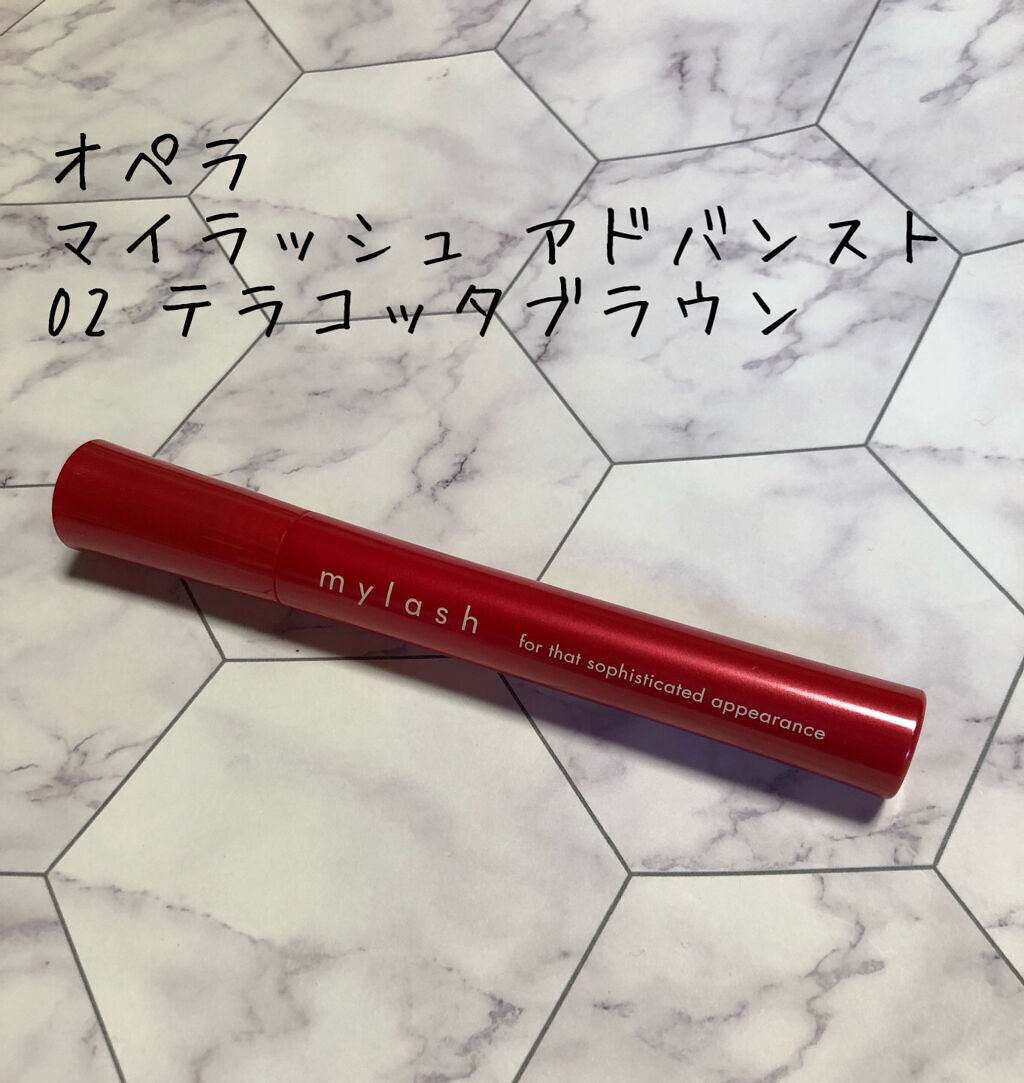 オペラ
マイラッシュ アドバンスト
02 テラコッタブラウン
mylash
for that sophisticated appearance